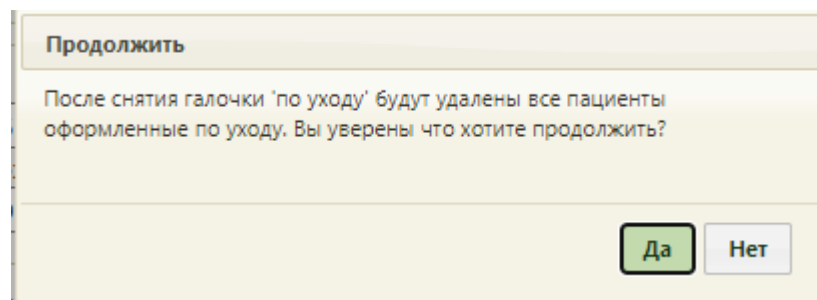 Продолжить
После снятия галочки 'по уходу' будут удалены все пациенты
оформленные по уходу. Вы уверены что хотите продолжить?
Да Нет